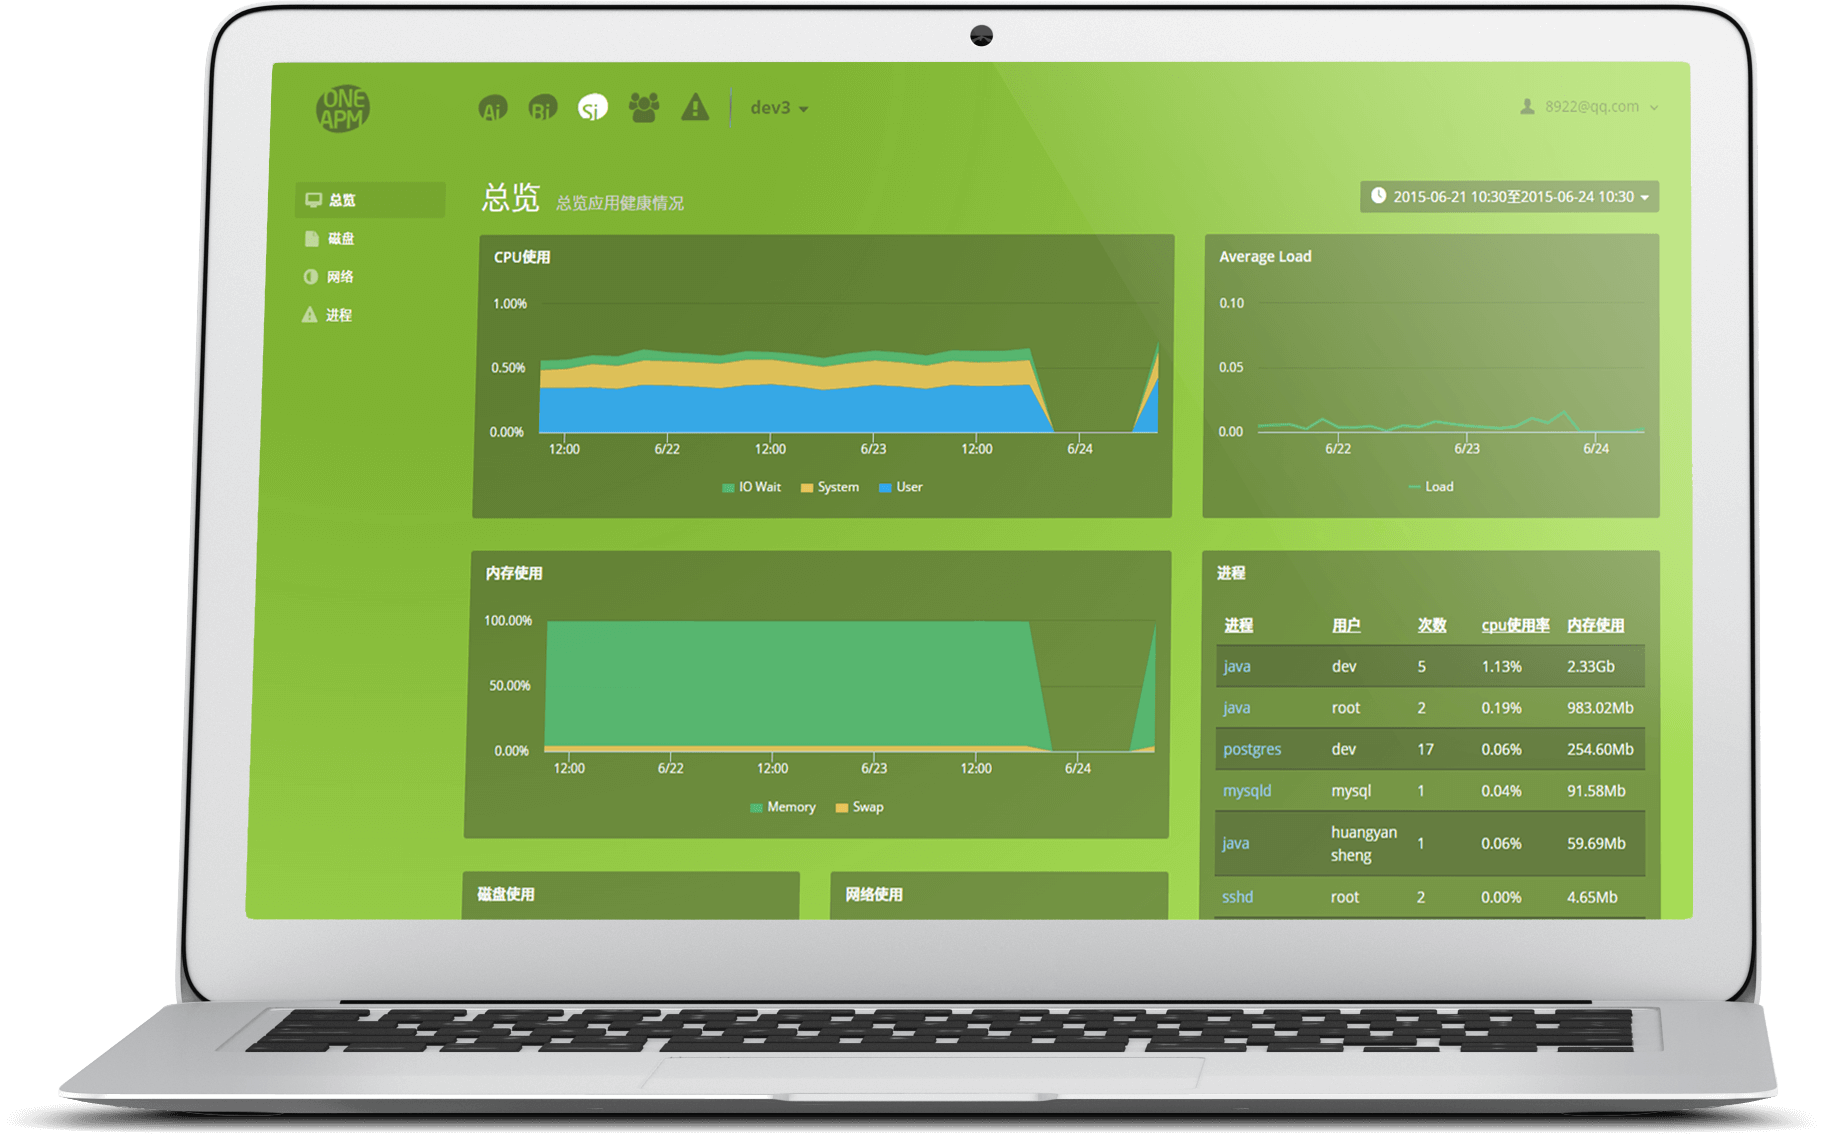 ONE
APM
Ai
Bi
Si
dev3
8922@qq.com
总览
磁盘
网络
进程
总览 总览应用健康情况
2015-06-21 10:30至2015-06-24 10:30
CPU使用
1.00%
0.50%
0.00%
12:00 6/22 12:00 6/23 12:00 6/24
IO Wait System User
Average Load
0.10
0.05
0.00
6/22 6/23 6/24
Load
内存使用
100.00%
50.00%
0.00%
12:00 6/22 12:00 6/23 12:00 6/24
Memory Swap
进程
进程 用户 次数 cpu使用率 内存使用
java dev 5 1.13% 2.33Gb
java root 2 0.19% 983.02Mb
postgres dev 17 0.06% 254.60Mb
mysqld mysql 1 0.04% 91.58Mb
java huangyan
sheng 1 0.06% 59.69Mb
sshd root 2 0.00% 4.65Mb
磁盘使用
网络使用